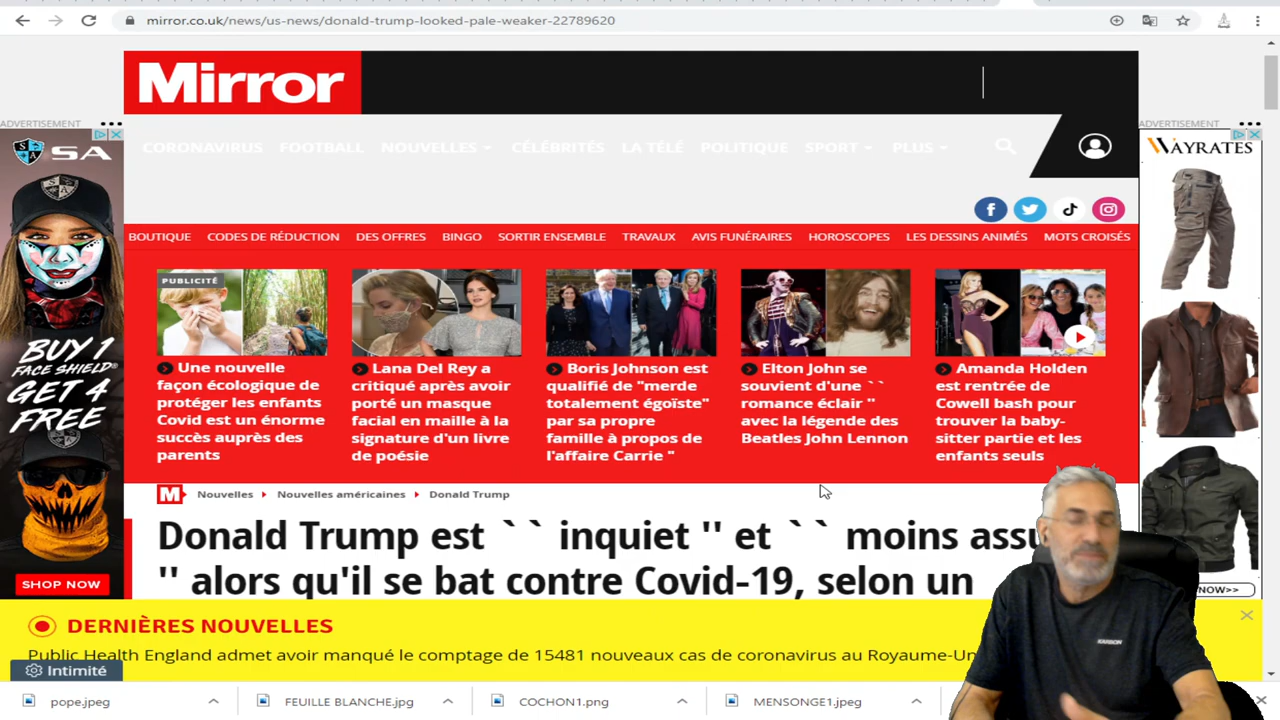 mirror.co.uk/news/us-news/donald-trump-looked-pale-weaker-22789620
Mirror
CORONAVIRUS FOOTBALL NOUVELLES CÉLÉBRITÉS LA TÉLÉ POLITIQUE SPORT PLUS
BOUTIQUE CODES DE RÉDUCTION DES OFFRES BINGO SORTIR ENSEMBLE TRAVAUX AVIS FUNÉRAIRES HOROSCOPES LES DESSINS ANIMÉS MOTS CROISÉS
ADVERTISEMENT
SA
BUY 1
FACE SHIELD®
GET 4
FREE
SHOP NOW
PUBLICITÉ
Une nouvelle
façon écologique de
protéger les enfants
Covid est un énorme
succès auprès des
parents
Lana Del Rey a
critiqué après avoir
porté un masque
facial en maille à la
signature d'un livre
de poésie
Boris Johnson est
qualifié de "merde
totalement égoïste"
par sa propre
famille à propos de
l'affaire Carrie "
Elton John se
souvient d'une ``
romance éclair ''
avec la légende des
Beatles John Lennon
Amanda Holden
est rentrée de
Cowell bash pour
trouver la baby-
sitter partie et les
enfants seuls
ADVERTISEMENT
WAYRATES
NOW>>
M Nouvelles Nouvelles américaines Donald Trump
Donald Trump est `` inquiet '' et `` moins assu
'' alors qu'il se bat contre Covid-19, selon un
DERNIÈRES NOUVELLES
Public Health England admet avoir manqué le comptage de 15481 nouveaux cas de coronavirus au Royaume-Un
Intimité
KARBON
pope.jpeg FEUILLE BLANCHE.jpg COCHON1.png MENSONGE1.jpeg